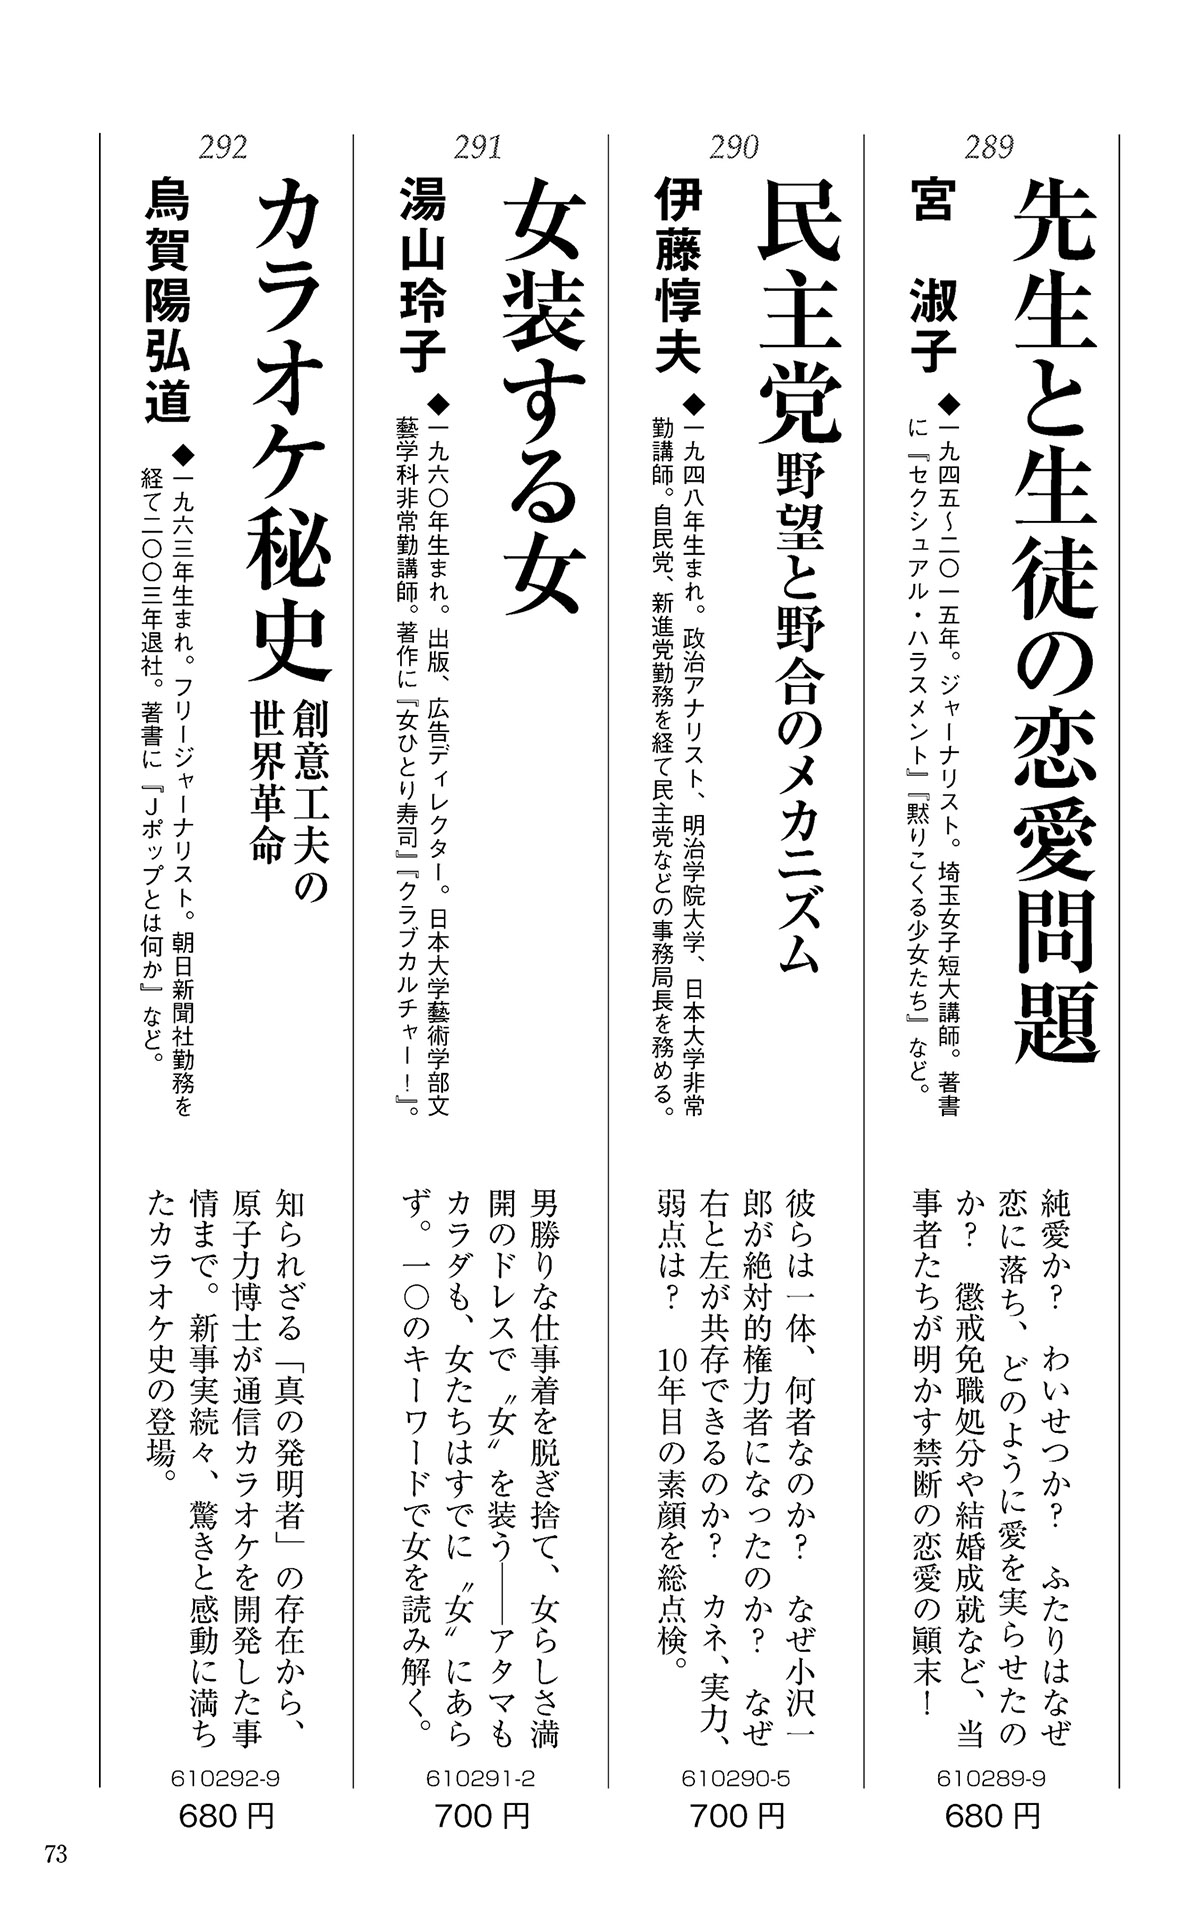 289
先生と生徒の恋愛問題
宮　淑子
◆一九四五〜二〇一五年。ジャーナリスト。埼玉女子短大講師。著書
に『セクシュアル・ハラスメント』『黙りこくる少女たち』など。
純愛か？　わいせつか？　ふたりはなぜ
恋に落ち、どのように愛を実らせたの
か？　懲戒免職処分や結婚成就など、当
事者たちが明かす禁断の恋愛の顚末！
610289-9
680円
290
民主党 野望と野合のメカニズム
伊藤惇夫
◆一九四八年生まれ。政治アナリスト、明治学院大学、日本大学非常
勤講師。自民党、新進党勤務を経て民主党などの事務局長を務める。
彼らは一体、何者なのか？　なぜ小沢一
郎が絶対的権力者になったのか？　なぜ
右と左が共存できるのか？　カネ、実力、
弱点は？　10年目の素顔を総点検。
610290-5
700円
291
女装する女
湯山玲子
◆一九六〇年生まれ。出版、広告ディレクター。日本大学藝術学部文
藝学科非常勤講師。著作に『女ひとり寿司』『クラブカルチャー！』。
男勝りな仕事着を脱ぎ捨て、女らしさ満
開のドレスで〝女〟を装う――アタマも
カラダも、女たちはすでに〝女〟にあら
ず。一〇のキーワードで女を読み解く。
610291-2
700円
292
カラオケ秘史
創意工夫の
世界革命
烏賀陽弘道
◆一九六三年生まれ。フリージャーナリスト。朝日新聞社勤務を
経て二〇〇三年退社。著書に『Ｊポップとは何か』など。
知られざる「真の発明者」の存在から、
原子力博士が通信カラオケを開発した事
情まで。新事実続々、驚きと感動に満ち
たカラオケ史の登場。
610292-9
680円
73